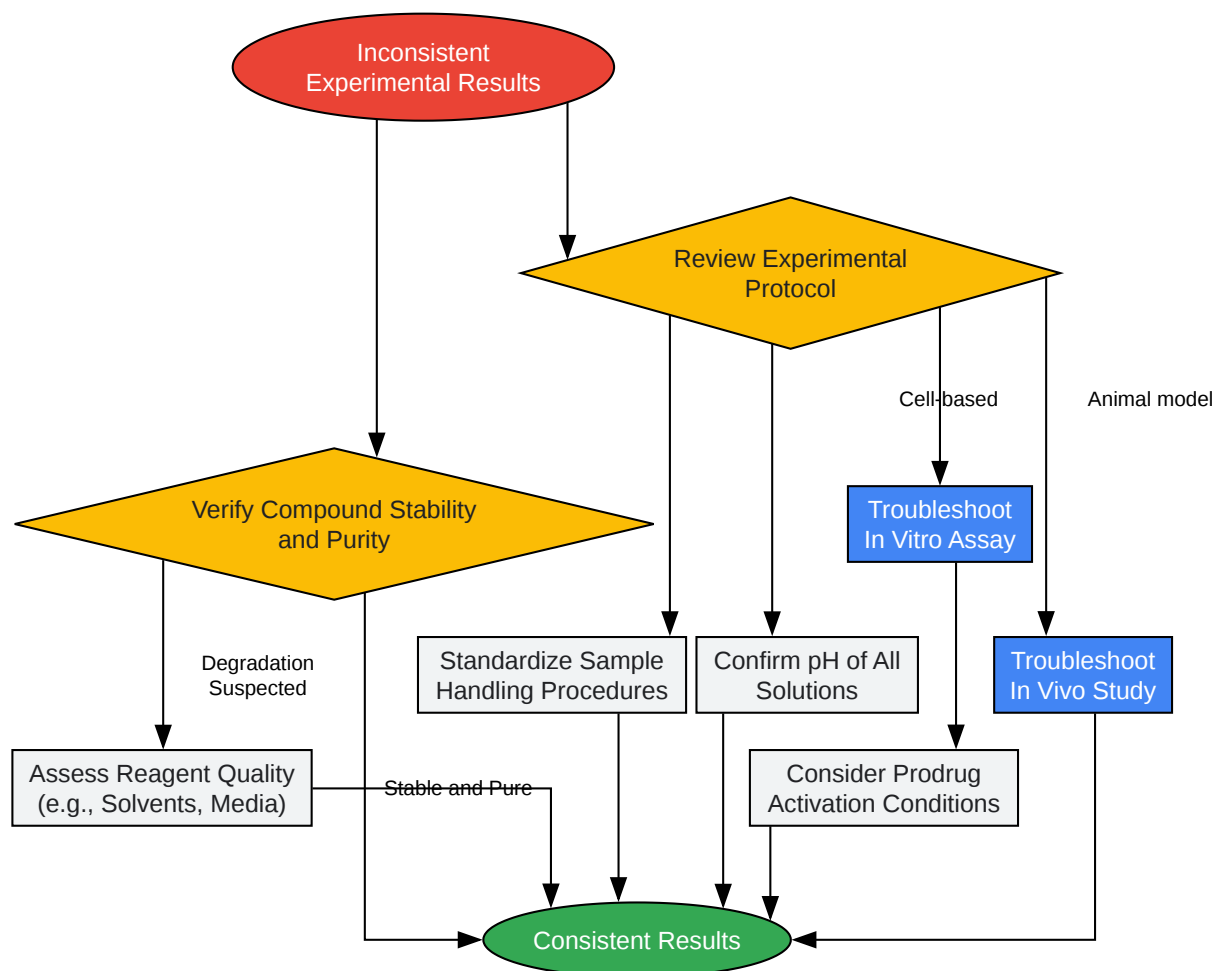 Inconsistent
Experimental Results
Review Experimental
Protocol
Cell-based
Animal model
Verify Compound Stability
and Purity
Troubleshoot
In Vitro Assay
Degradation
Suspected
Standardize Sample
Handling Procedures
Confirm pH of All
Solutions
Troubleshoot
In Vivo Study
Assess Reagent Quality
(e.g., Solvents, Media)
Stable and Pure
Consider Prodrug
Activation Conditions
Consistent Results